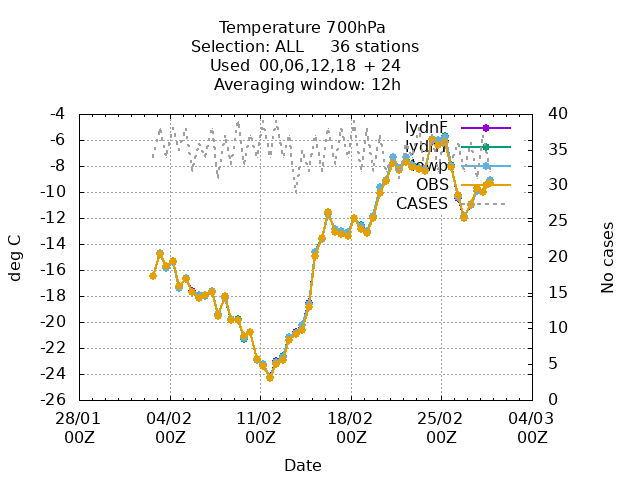 Temperature 700hPa
Selection: ALL 36 stations
Used 00,06,12,18 + 24
Averaging window: 12h
-4
-6
-8
-10
-12
-14
-16
-18
-20
-22
-24
-26
deg C
40
35
30
25
20
15
10
5
0
No cases
OBS
CASES
28/01 04/02 11/02 18/02 25/02 04/03
00Z 00Z 00Z 00Z 00Z 00Z
Date